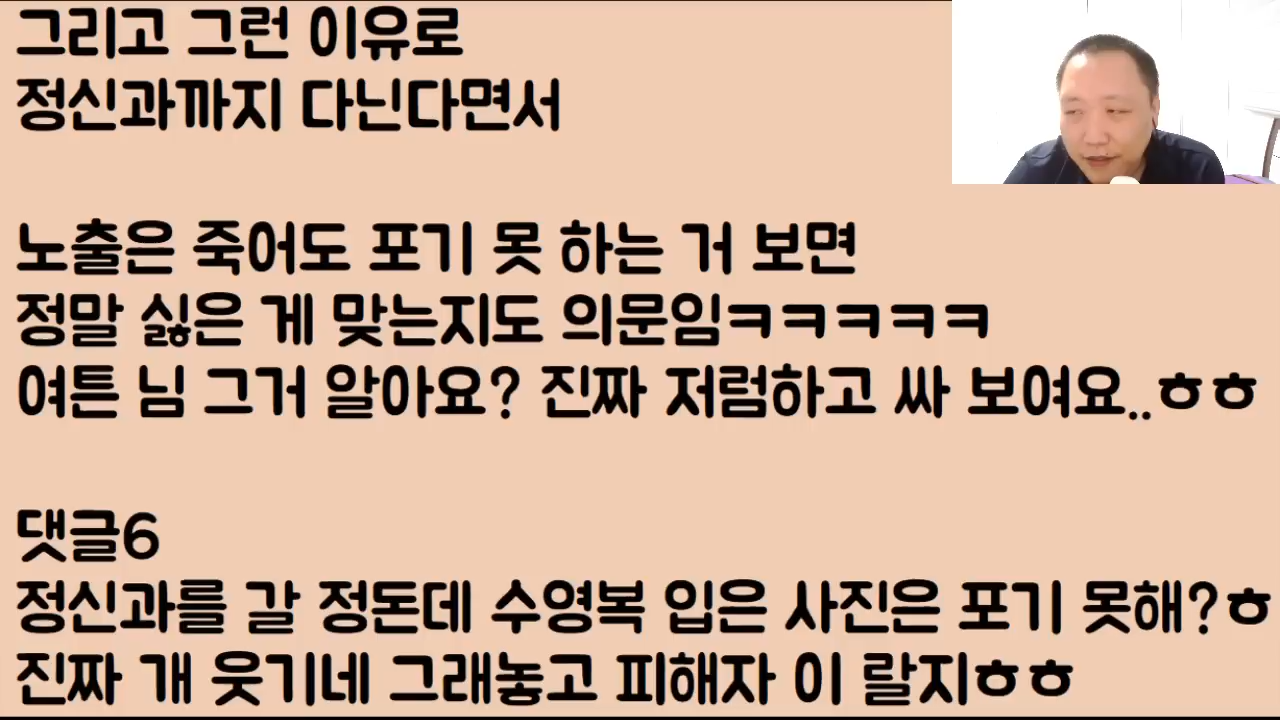 그리고 그런 이유로
정신과까지 다닌다면서
노출은 죽어도 포기 못 하는 거 보면
정말 싫은 게 맞는지도 의문임ㅋㅋㅋㅋㅋ
여튼 님 그거 알아요? 진짜 저럼하고 싸 보여요..ㅎㅎ
댓글6
정신과를 갈 정돈데 수영복 입은 사진은 포기 못해?ㅎ
진짜 개 웃기네 그래놓고 피해자 이 랄지ㅎㅎ